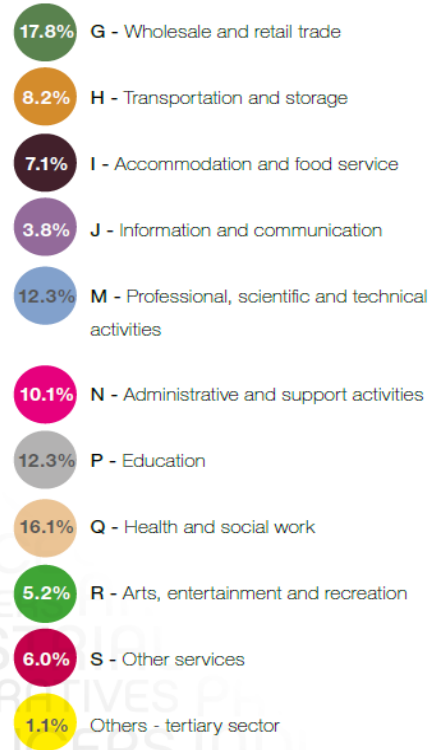 17.8% G - Wholesale and retail trade
8.2% H - Transportation and storage
7.1% I - Accommodation and food service
3.8% J - Information and communication
12.3% M - Professional, scientific and technical
activities
10.1% N - Administrative and support activities
12.3% P - Education
16.1% Q - Health and social work
5.2% R - Arts, entertainment and recreation
6.0% S - Other services
1.1% Others - tertiary sector